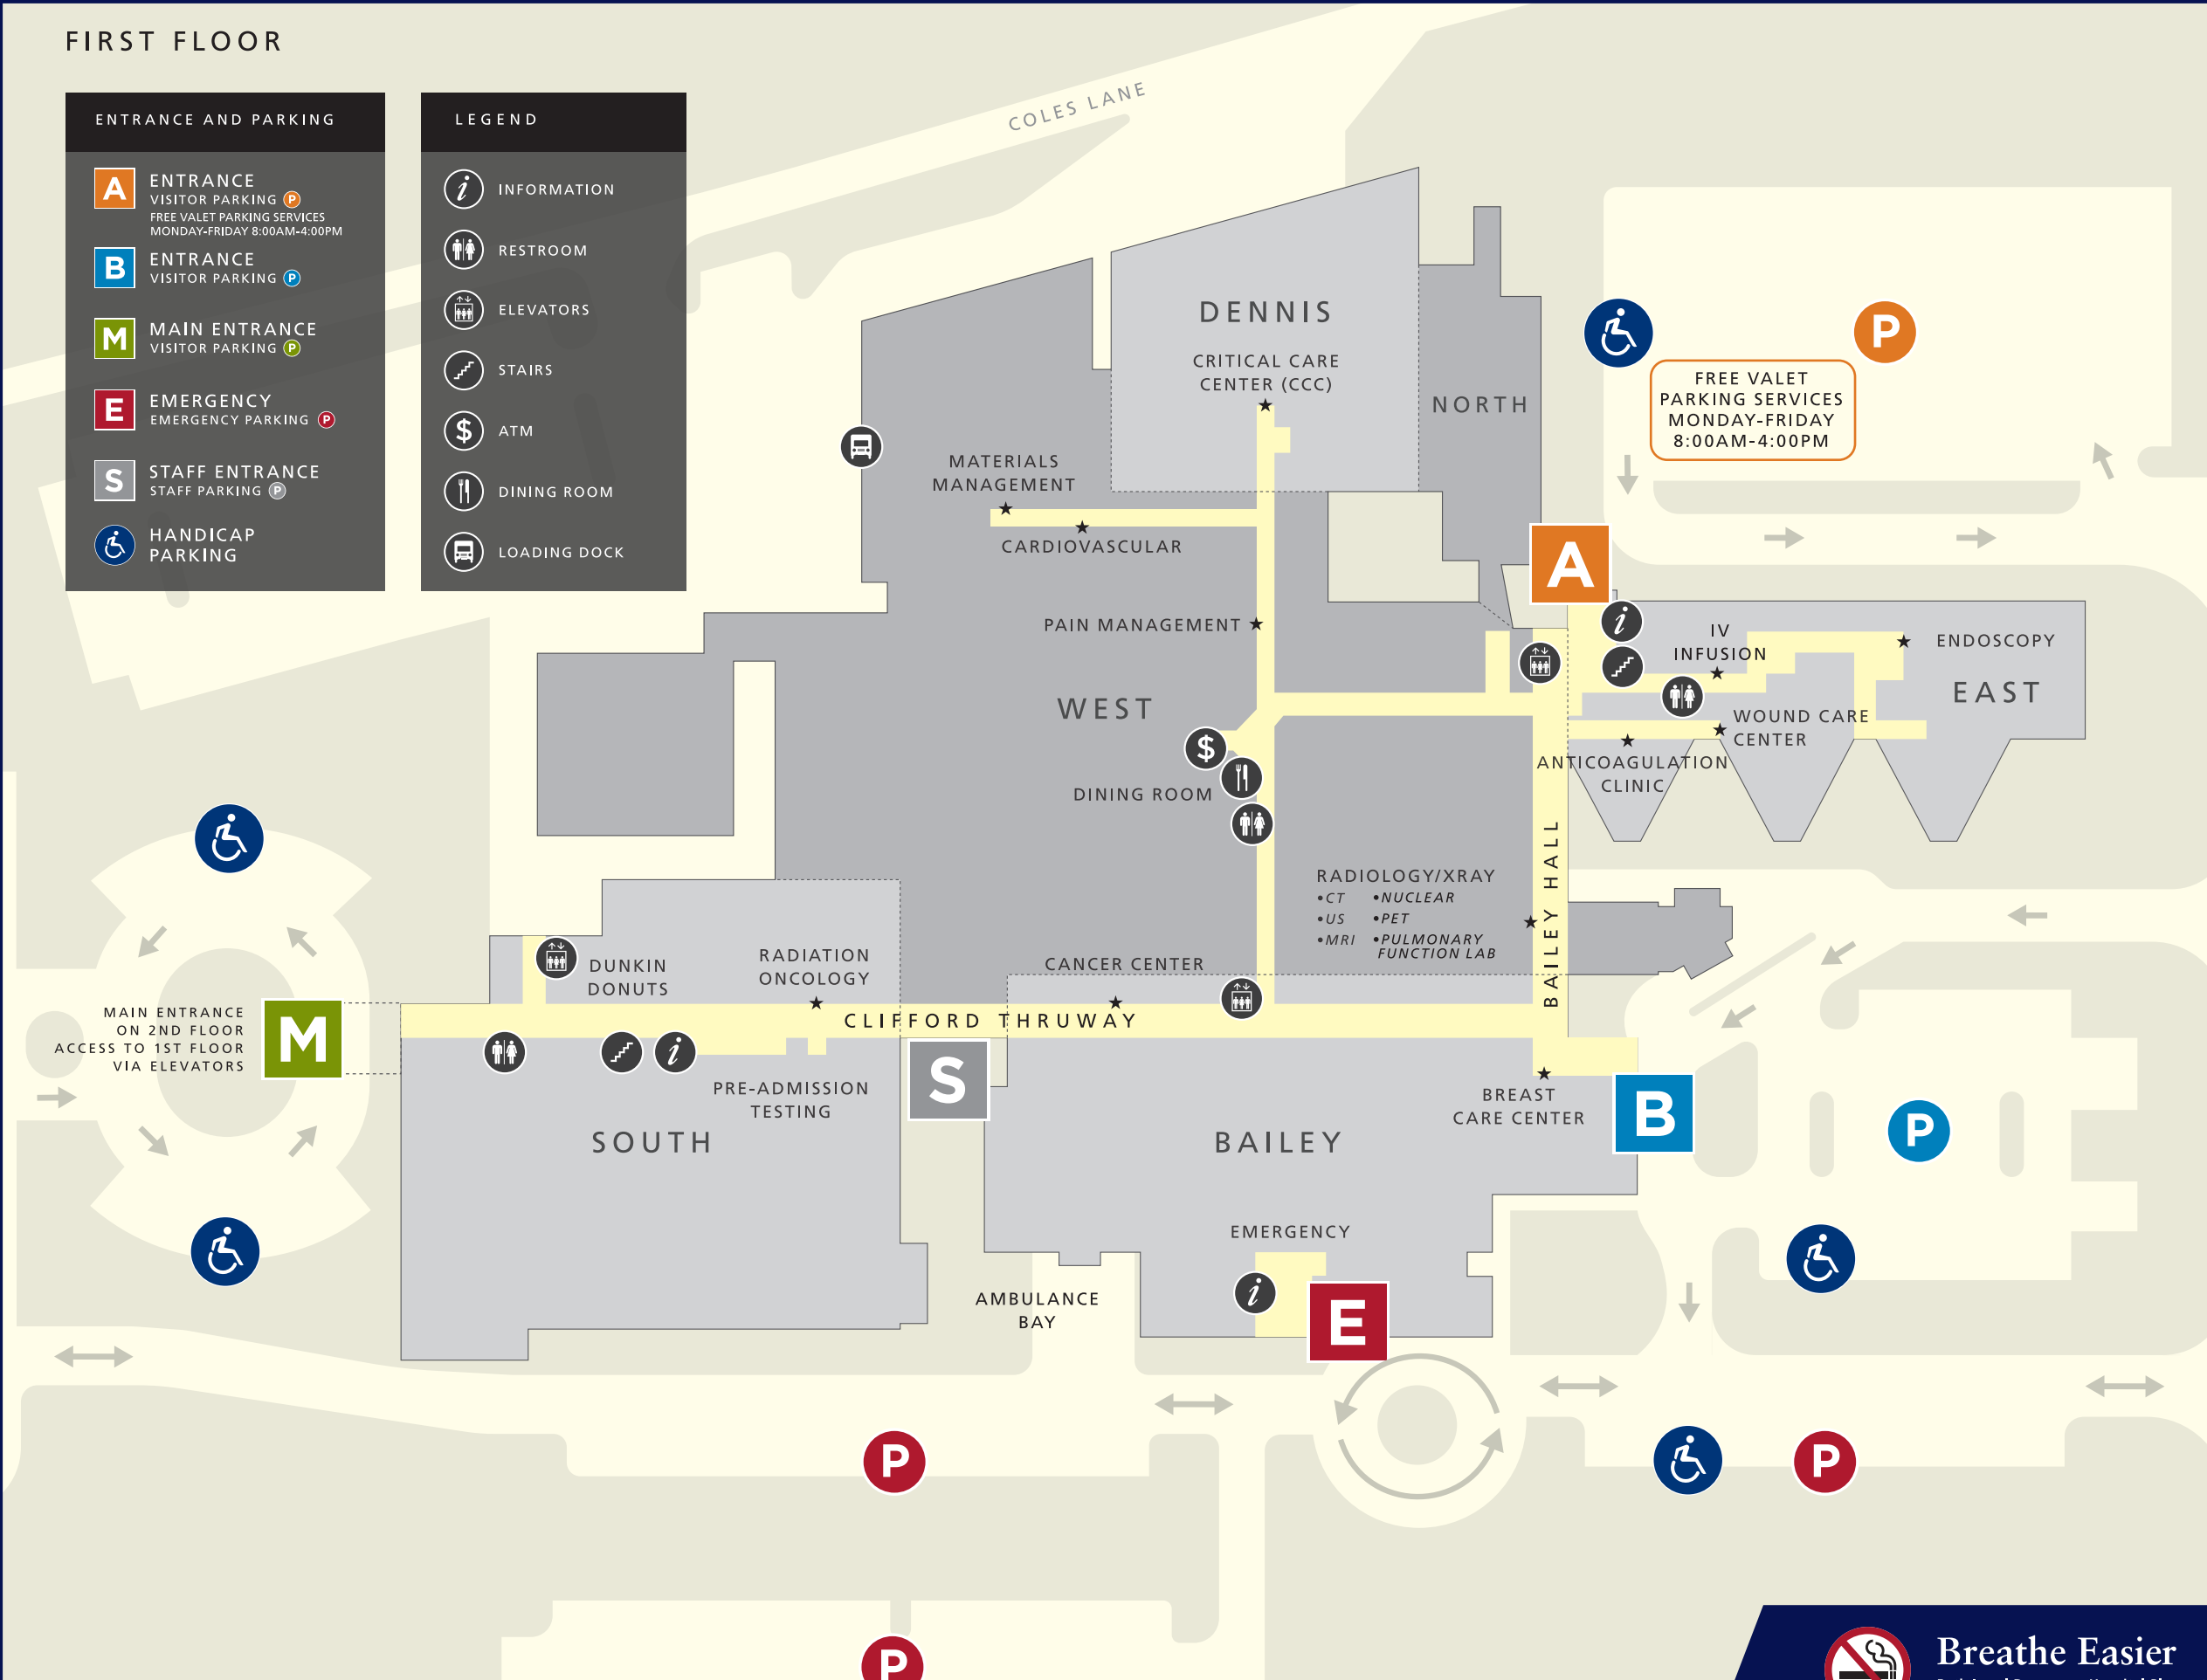 FIRST FLOOR
ENTRANCE AND PARKING
A
ENTRANCE
VISITOR PARKING P
FREE VALET PARKING SERVICES
MONDAY-FRIDAY 8:00AM-4:00PM
B
ENTRANCE
VISITOR PARKING P
M
MAIN ENTRANCE
VISITOR PARKING P
E
EMERGENCY
EMERGENCY PARKING P
S
STAFF ENTRANCE
STAFF PARKING P
HANDICAP
PARKING
LEGEND
i INFORMATION
RESTROOM
ELEVATORS
STAIRS
$ ATM
DINING ROOM
LOADING DOCK
COLES LANE
DENNIS
CRITICAL CARE
CENTER (CCC)
NORTH
P
FREE VALET
PARKING SERVICES
MONDAY-FRIDAY
8:00AM-4:00PM
MATERIALS
MANAGEMENT
CARDIOVASCULAR
A
PAIN MANAGEMENT
i
IV
INFUSION
ENDOSCOPY
EAST
WEST
WOUND CARE
CENTER
ANTICOAGULATION
CLINIC
$
DINING ROOM
RADIOLOGY/XRAY
•CT •NUCLEAR
•US •PET
•MRI •PULMONARY
FUNCTION LAB
BAILEY HALL
RADIATION
ONCOLOGY
CANCER CENTER
DUNKIN
DONUTS
MAIN ENTRANCE
ON 2ND FLOOR
ACCESS TO 1ST FLOOR
VIA ELEVATORS
M
CLIFFORD THRUWAY
i
S
PRE-ADMISSION
TESTING
BREAST
CARE CENTER
B
P
SOUTH
BAILEY
EMERGENCY
i
E
AMBULANCE
BAY
P
P
P
Breathe Easier